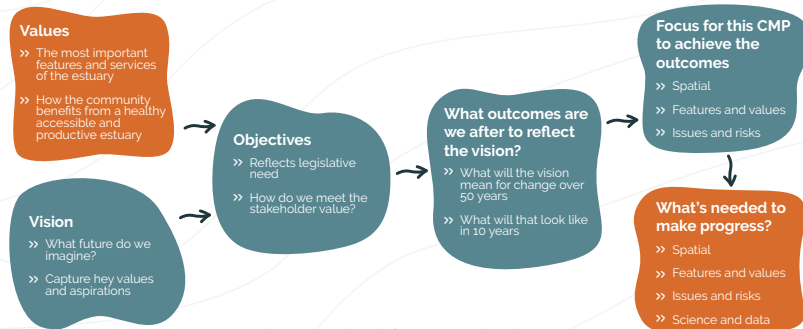 Values
» The most important
features and services
of the estuary
» How the community
benefits from a healthy
accessible and
productive estuary
Vision
» What future do we
imagine?
» Capture hey values
and aspirations
Objectives
» Reflects legislative
need
» How do we meet the
stakeholder value?
What outcomes are
we after to reflect
the vision?
» What will the vision
mean for change over
50 years
» What will that look like
in 10 years
Focus for this CMP
to achieve the
outcomes
» Spatial
» Features and values
» Issues and risks
What's needed to
make progress?
» Spatial
» Features and values
» Issues and risks
» Science and data